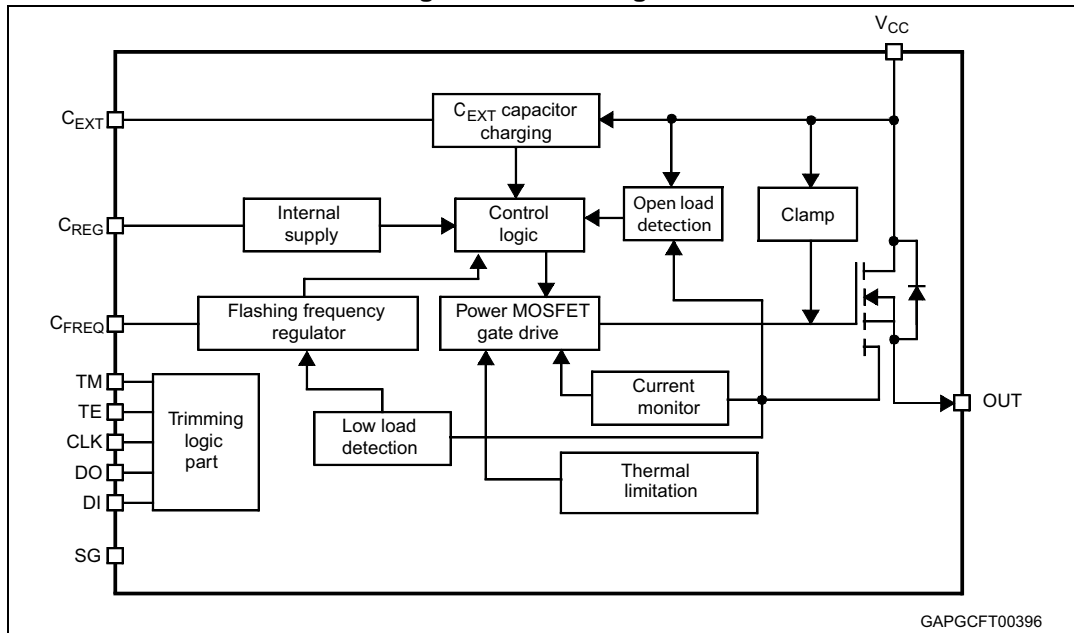 VCC
CEXT
CEXT capacitor
charging
CREG
Internal
supply
Control
logic
Open load
detection
Clamp
CFREQ
Flashing frequency
regulator
Power MOSFET
gate drive
TM
TE
CLK
DO
DI
Trimming
logic
part
Low load
detection
Current
monitor
OUT
Thermal
limitation
SG
GAPGCFT00396